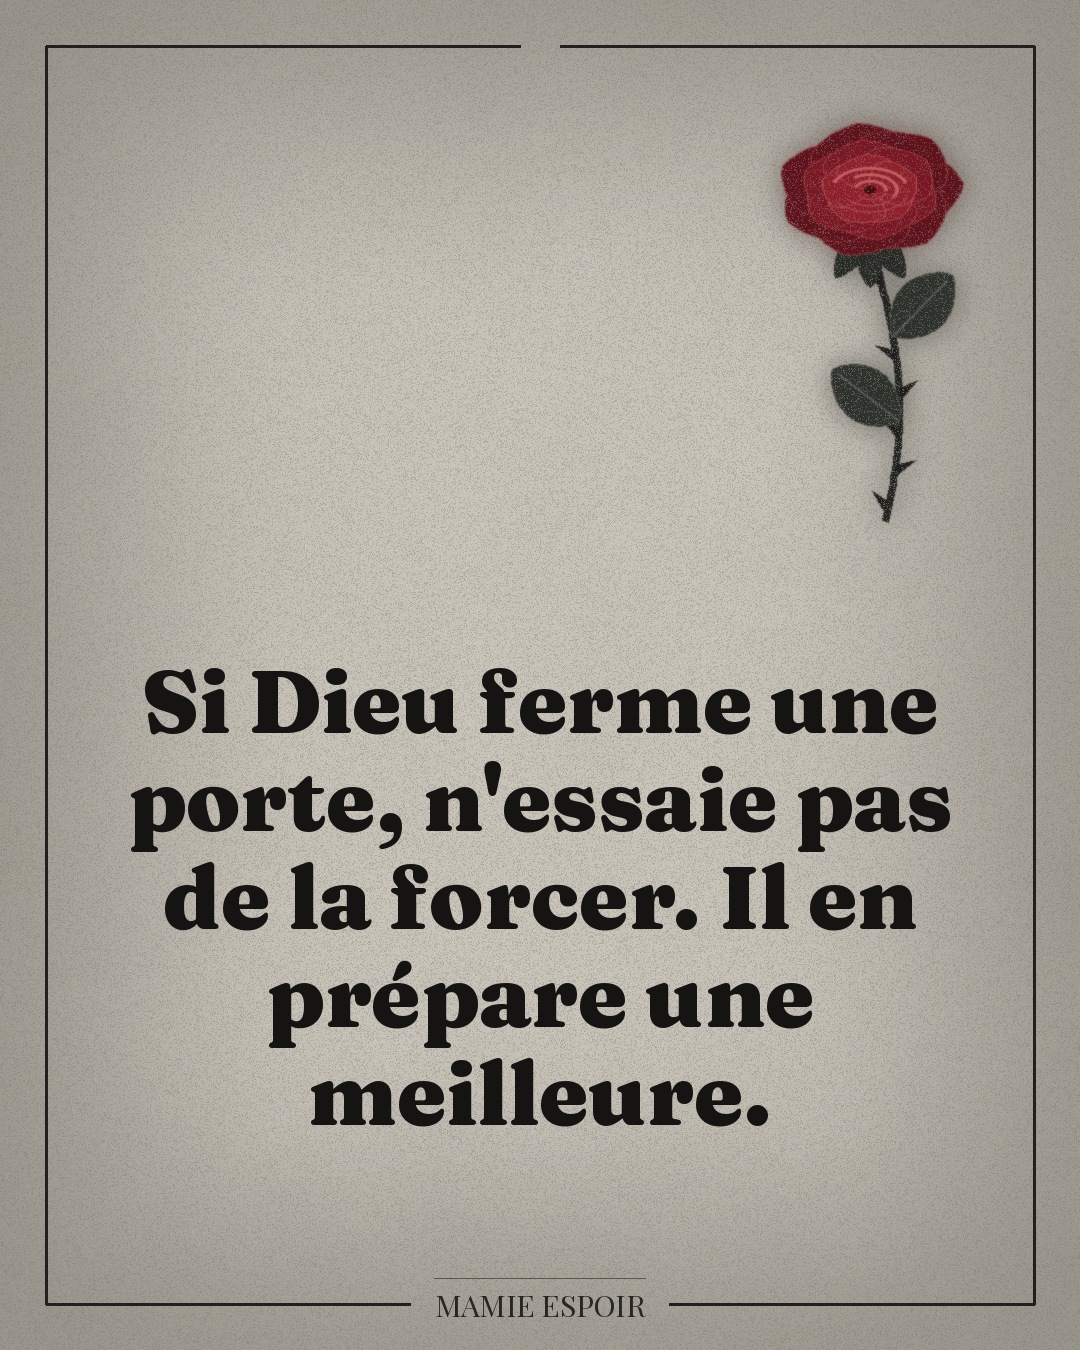 Si Dieu ferme une
porte, n'essaie pas
de la forcer. Il en
prépare une
meilleure.
MAMIE ESPOIR